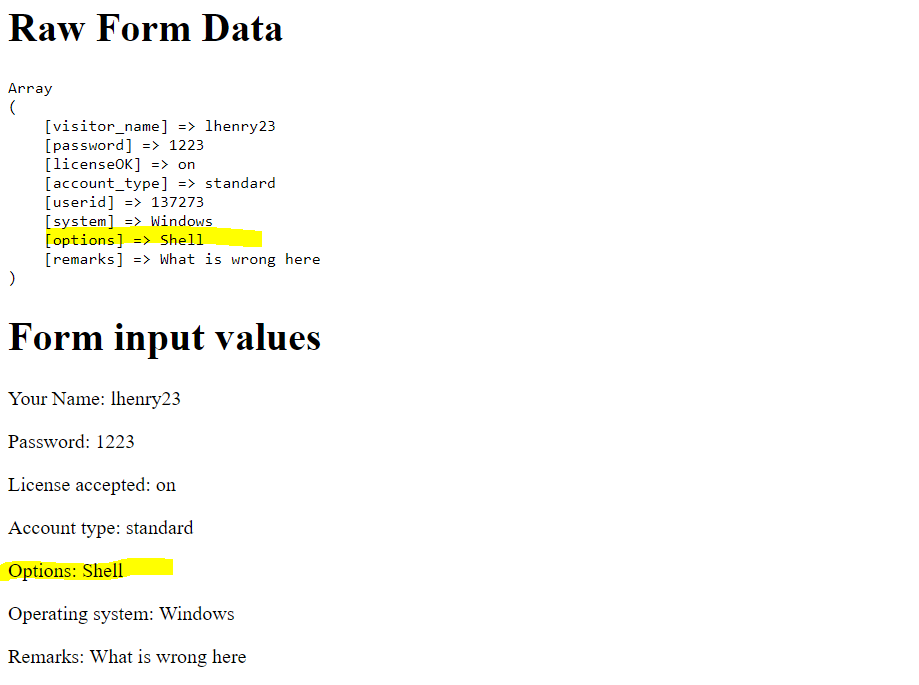 Raw Form Data
Array
(
[visitor_name] => lhenry23
[password] => 1223
[licenseOK] => on
[account_type] => standard
[userid] => 137273
[system] => Windows
[options] => Shell
[remarks] => What is wrong here
)
Form input values
Your Name: lhenry23
Password: 1223
License accepted: on
Account type: standard
Options: Shell
Operating system: Windows
Remarks: What is wrong here